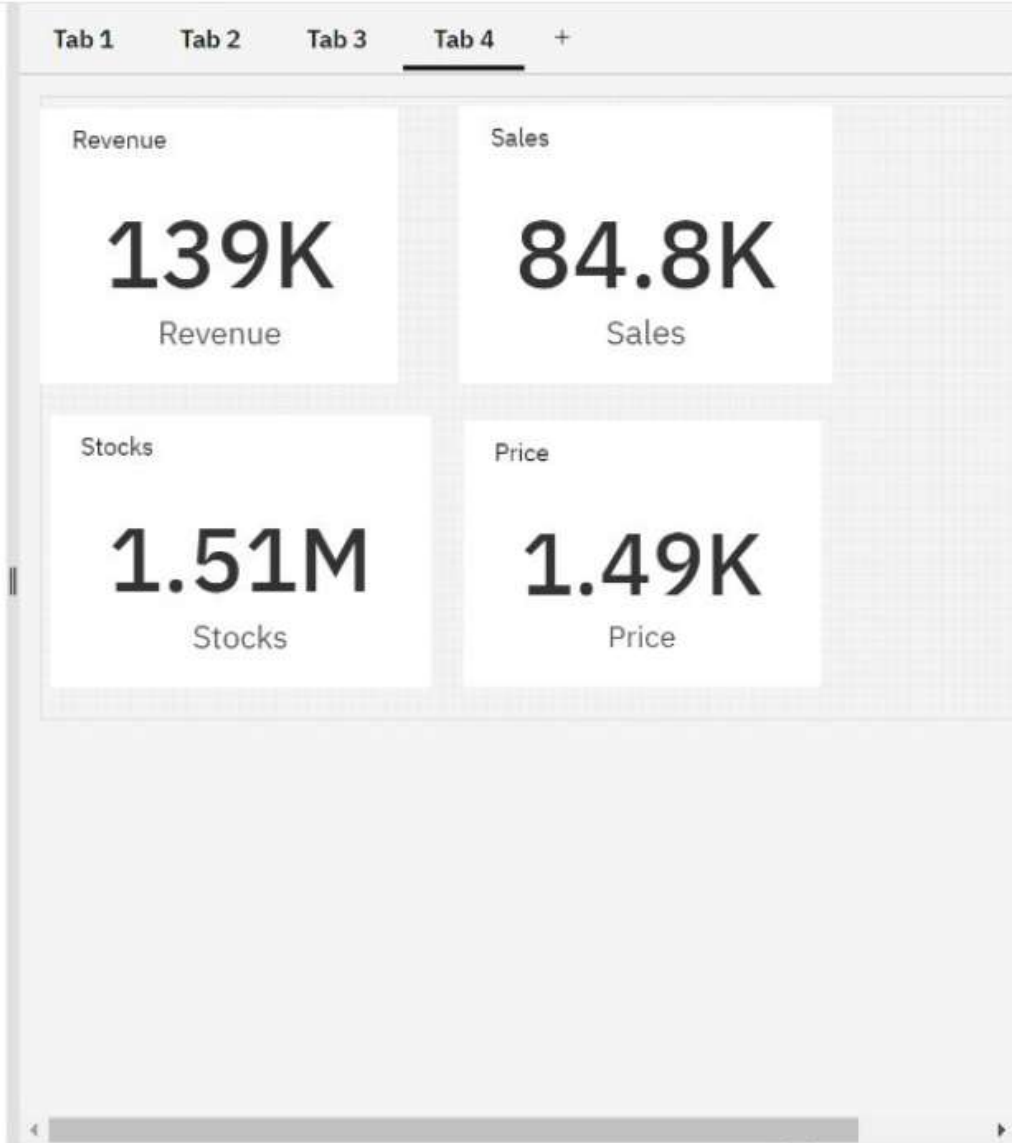 Tab 1 Tab 2 Tab 3 Tab 4 +
Revenue
139K
Revenue
Sales
84.8K
Sales
Stocks
1.51M
Stocks
Price
1.49K
Price